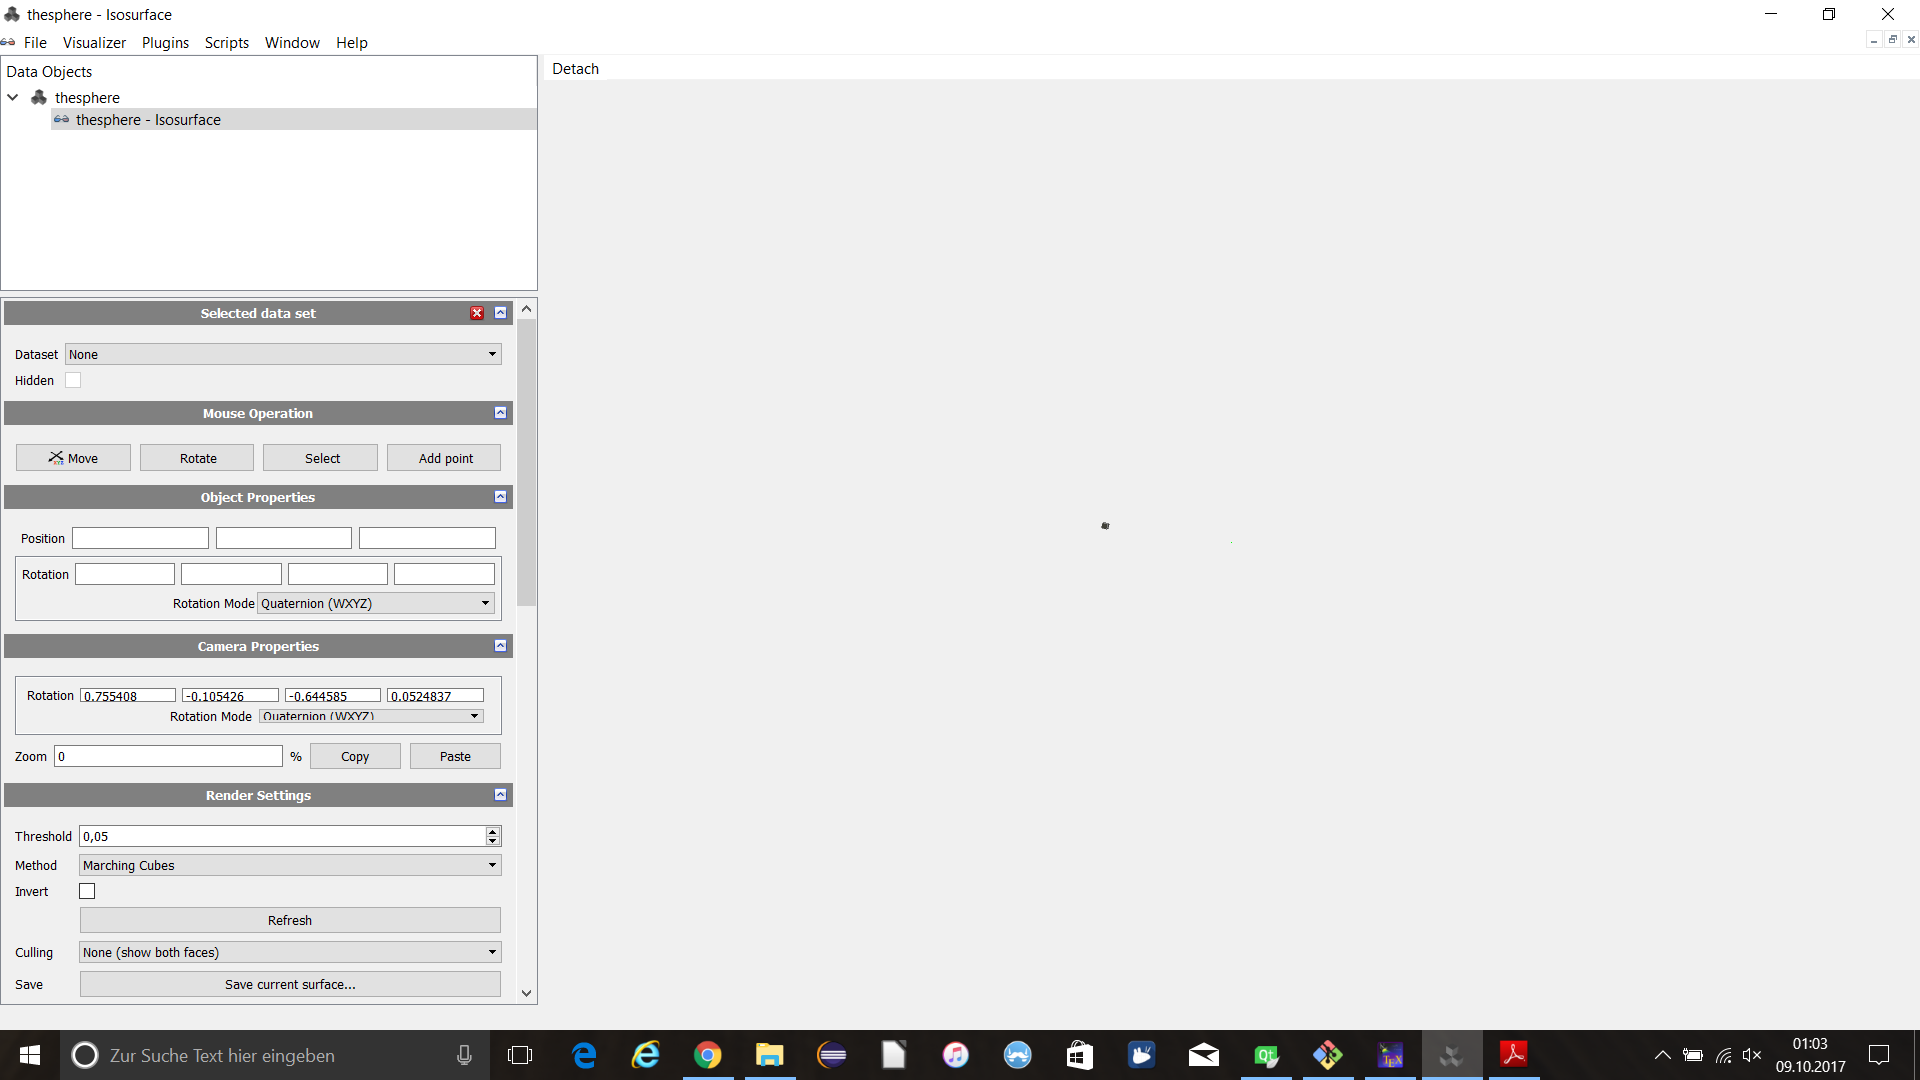 thesphere - Isosurface
File Visualizer Plugins Scripts Window Help
Data Objects
thesphere
thesphere - Isosurface
Detach
Selected data set
Dataset None
Hidden
Mouse Operation
Move Rotate Select Add point
Object Properties
Position
Rotation
Rotation Mode Quaternion (WXYZ)
Camera Properties
Rotation 0.755408 -0.105426 -0.644585 0.0524837
Rotation Mode Quaternion (WXYZ)
Zoom 0 % Copy Paste
Render Settings
Threshold 0,05
Method Marching Cubes
Invert
Refresh
Culling None (show both faces)
Save Save current surface...
Zur Suche Text hier eingeben
Qt
TEX
01:03
09.10.2017